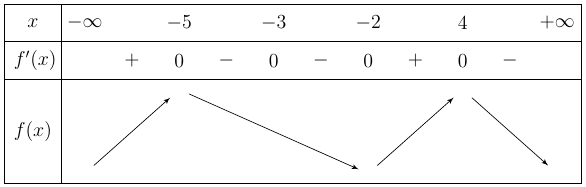 x −∞ −5 −3 −2 4 +∞
f′(x) + 0 − 0 − 0 + 0 −
f(x)